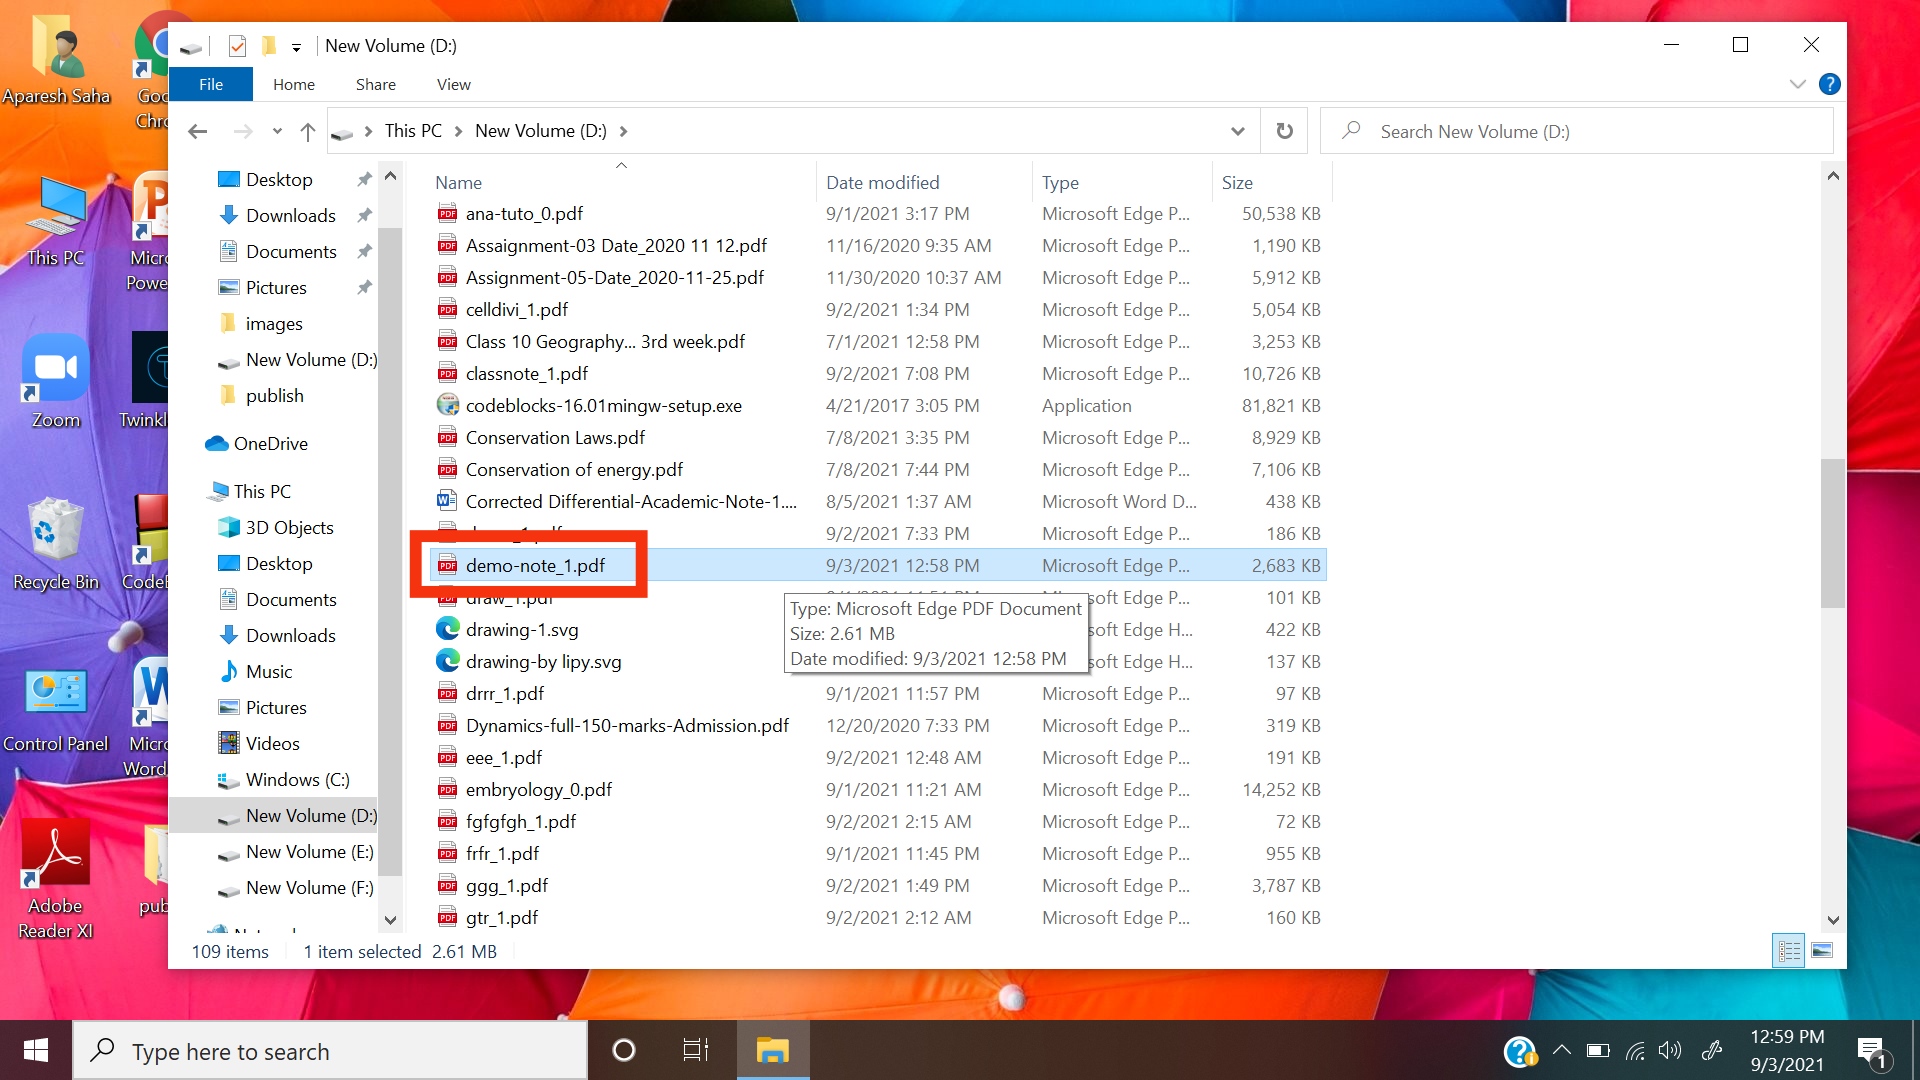 New Volume (D:)
File Home Share View
This PC New Volume (D:)
Search New Volume (D:)
Name Date modified Type Size
ana-tuto_0.pdf 9/1/2021 3:17 PM Microsoft Edge P... 50,538 KB
Assaignment-03 Date_2020 11 12.pdf 11/16/2020 9:35 AM Microsoft Edge P... 1,190 KB
Assignment-05-Date_2020-11-25.pdf 11/30/2020 10:37 AM Microsoft Edge P... 5,912 KB
celldivi_1.pdf 9/2/2021 1:34 PM Microsoft Edge P... 5,054 KB
Class 10 Geography... 3rd week.pdf 7/1/2021 12:58 PM Microsoft Edge P... 3,253 KB
classnote_1.pdf 9/2/2021 7:08 PM Microsoft Edge P... 10,726 KB
codeblocks-16.01mingw-setup.exe 4/21/2017 3:05 PM Application 81,821 KB
Conservation Laws.pdf 7/8/2021 3:35 PM Microsoft Edge P... 8,929 KB
Conservation of energy.pdf 7/8/2021 7:44 PM Microsoft Edge P... 7,106 KB
Corrected Differential-Academic-Note-1.... 8/5/2021 1:37 AM Microsoft Word D... 438 KB
9/2/2021 7:33 PM Microsoft Edge P... 186 KB
demo-note_1.pdf 9/3/2021 12:58 PM Microsoft Edge P... 2,683 KB
draw_1.pdf 101 KB
drawing-1.svg 422 KB
drawing-by lipy.svg 137 KB
Type: Microsoft Edge PDF Document
Size: 2.61 MB
Date modified: 9/3/2021 12:58 PM
drrr_1.pdf 9/1/2021 11:57 PM Microsoft Edge P... 97 KB
Dynamics-full-150-marks-Admission.pdf 12/20/2020 7:33 PM Microsoft Edge P... 319 KB
eee_1.pdf 9/2/2021 12:48 AM Microsoft Edge P... 191 KB
embryology_0.pdf 9/1/2021 11:21 AM Microsoft Edge P... 14,252 KB
fgfgfgh_1.pdf 9/2/2021 2:15 AM Microsoft Edge P... 72 KB
frfr_1.pdf 9/1/2021 11:45 PM Microsoft Edge P... 955 KB
ggg_1.pdf 9/2/2021 1:49 PM Microsoft Edge P... 3,787 KB
gtr_1.pdf 9/2/2021 2:12 AM Microsoft Edge P... 160 KB
Desktop
Downloads
Documents
Pictures
images
New Volume (D:)
publish
OneDrive
This PC
3D Objects
Desktop
Documents
Downloads
Music
Pictures
Videos
Windows (C:)
New Volume (D:)
New Volume (E:)
New Volume (F:)
109 items 1 item selected 2.61 MB
Aparesh Saha
This PC
Zoom
Recycle Bin
Control Panel
Adobe
Reader XI
Type here to search
12:59 PM
9/3/2021
1